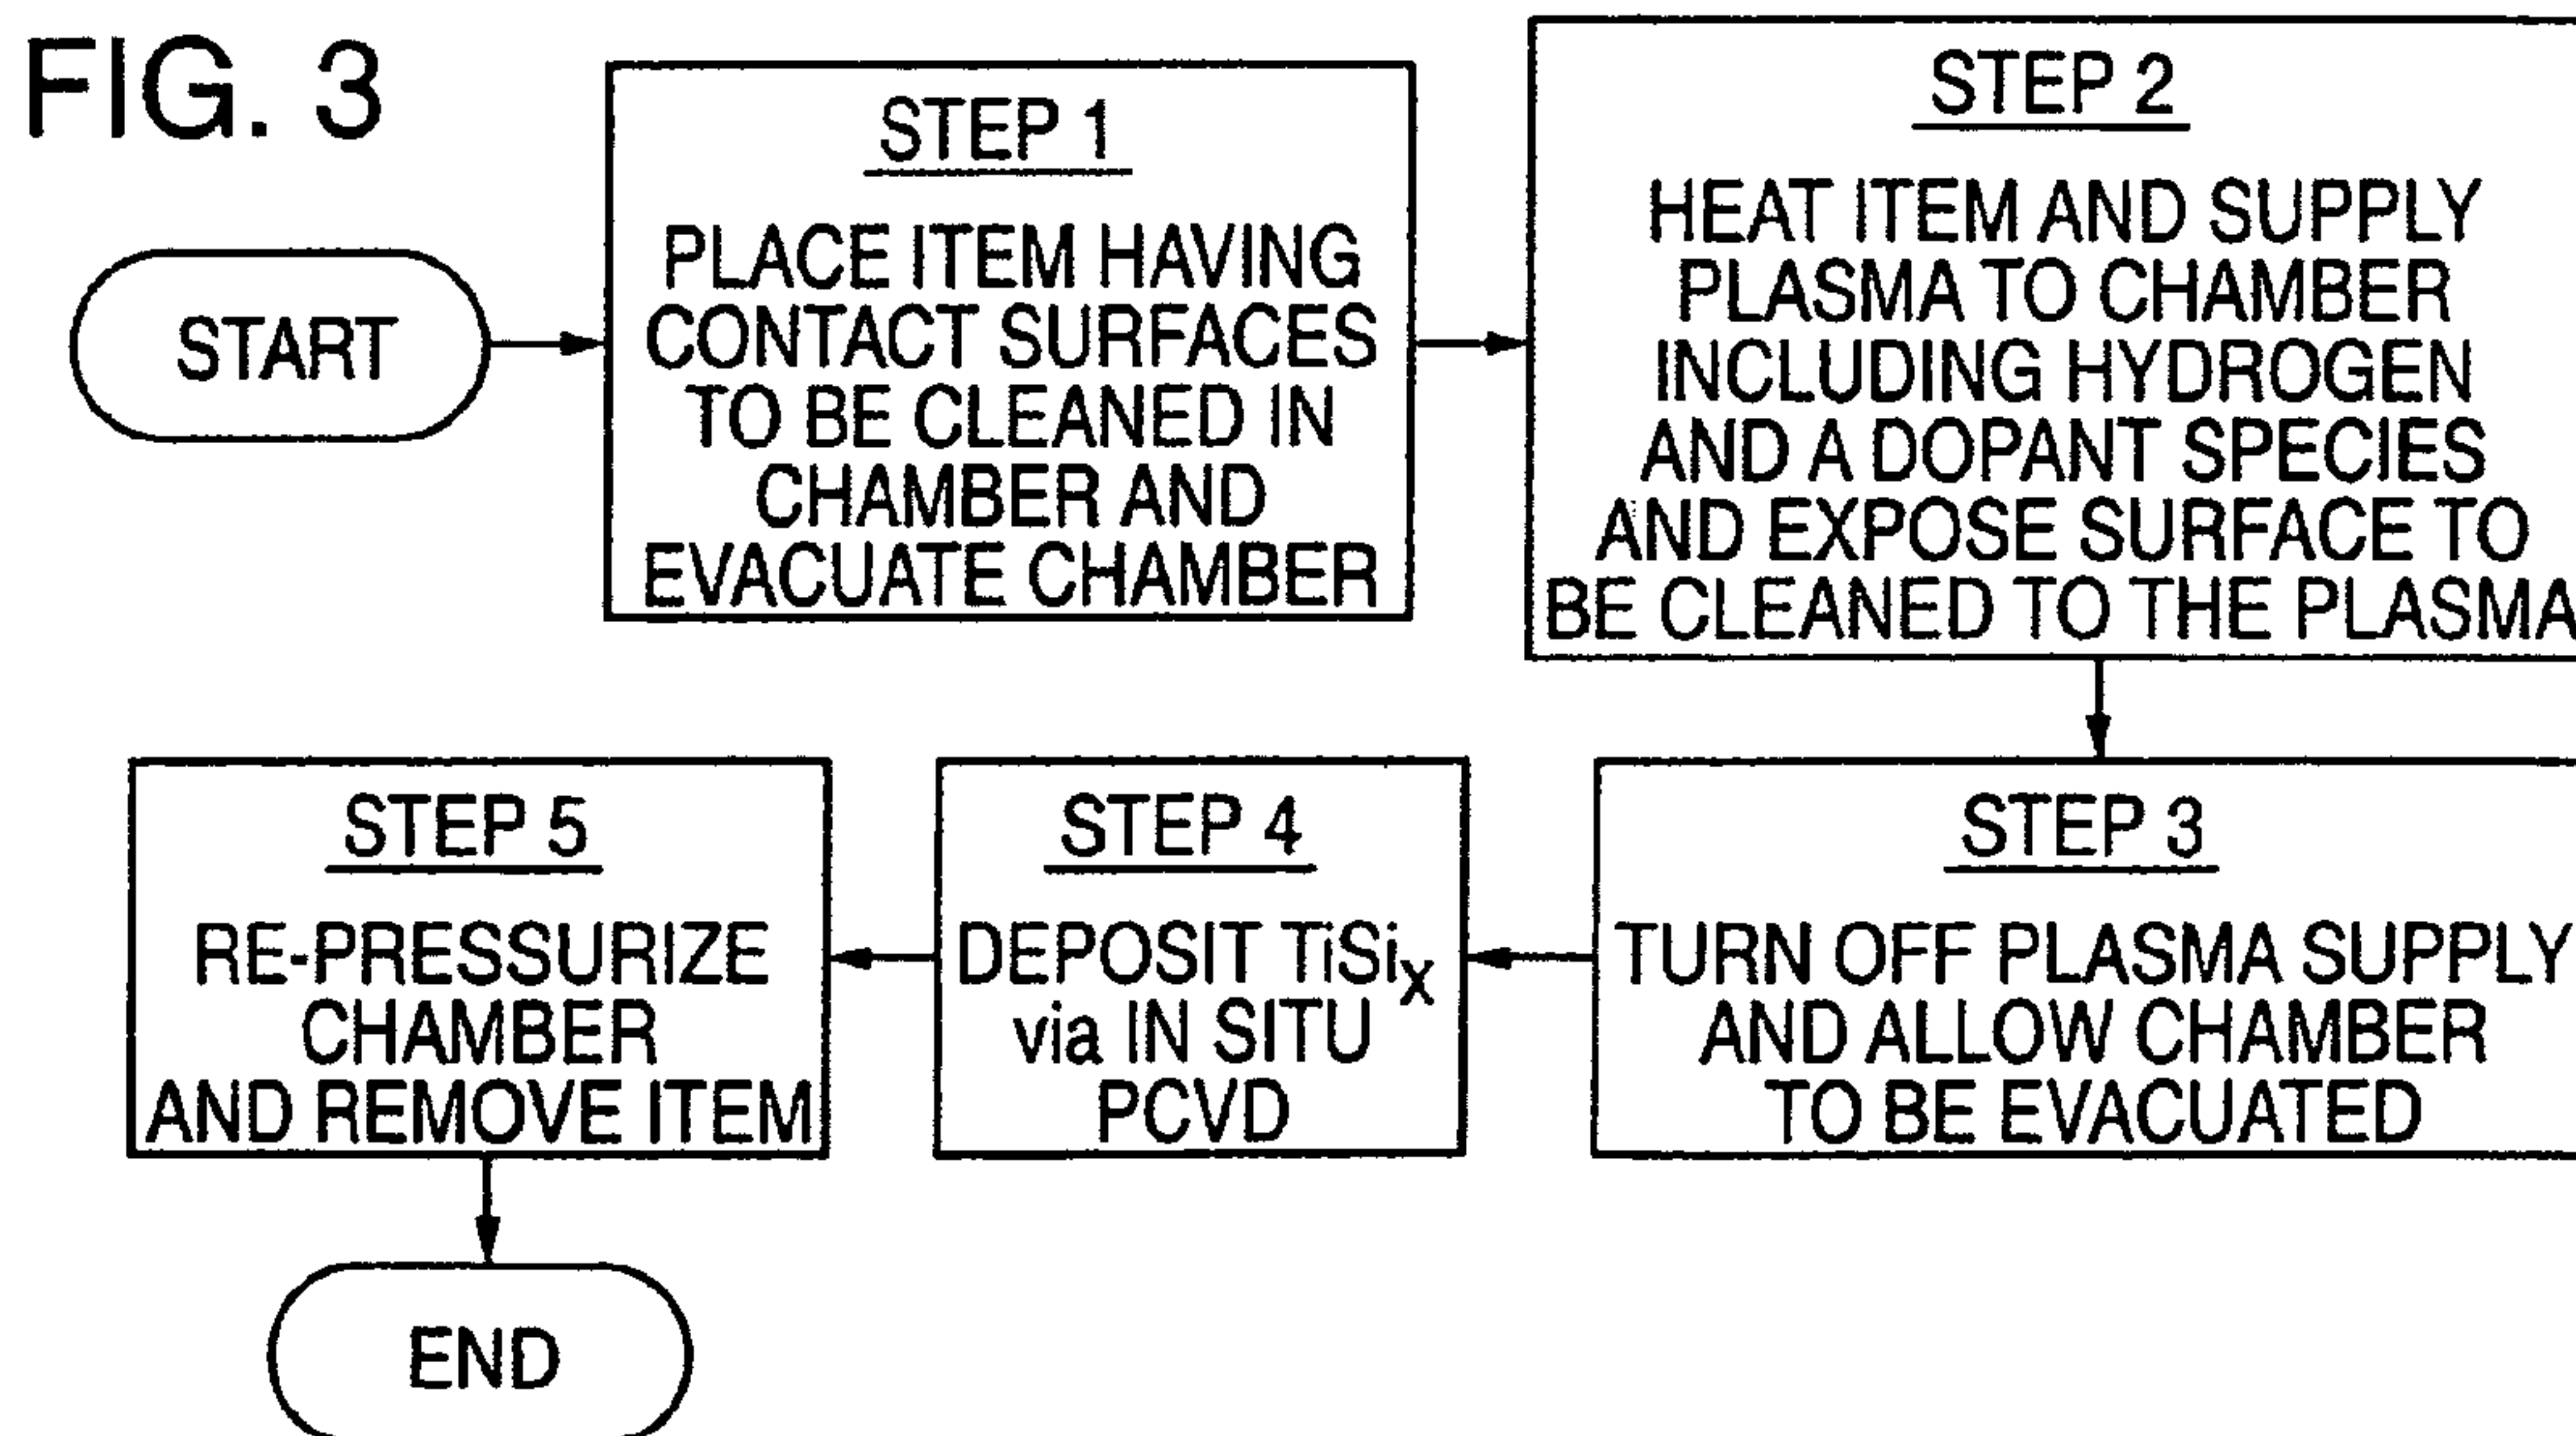 FIG. 3
START
STEP 1
PLACE ITEM HAVING
CONTACT SURFACES
TO BE CLEANED IN
CHAMBER AND
EVACUATE CHAMBER
STEP 2
HEAT ITEM AND SUPPLY
PLASMA TO CHAMBER
INCLUDING HYDROGEN
AND A DOPANT SPECIES
AND EXPOSE SURFACE TO
BE CLEANED TO THE PLASMA
STEP 3
TURN OFF PLASMA SUPPLY
AND ALLOW CHAMBER
TO BE EVACUATED
STEP 4
DEPOSIT TiSiₓ
via IN SITU
PCVD
STEP 5
RE-PRESSURIZE
CHAMBER
AND REMOVE ITEM
END